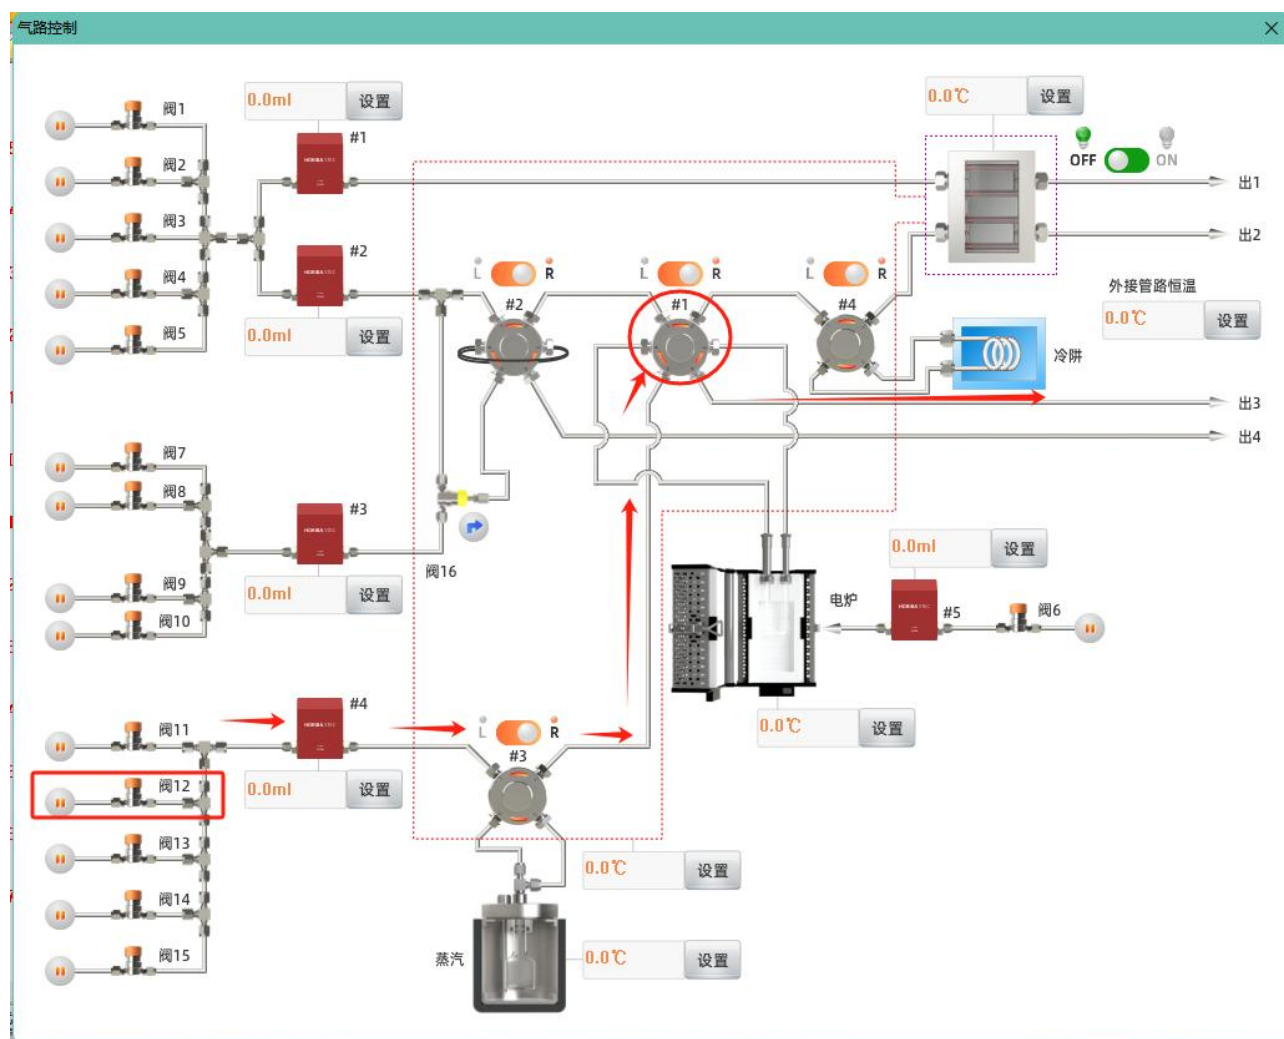 气路控制
阀1
0.0ml 设置
#1
阀2
阀3
#2
阀4
0.0ml 设置
阀5
0.0℃ 设置
OFF ON
出1
出2
L R
#2
L R
#1
L R
#4
外接管路恒温
0.0℃ 设置
冷阱
出3
出4
阀7
阀8
#3
阀9
0.0ml 设置
阀10
阀16
0.0ml 设置
电炉
#5
阀6
0.0℃ 设置
阀11
#4
阀12
0.0ml 设置
L R
#3
阀13
阀14
阀15
0.0℃ 设置
蒸汽
0.0℃ 设置